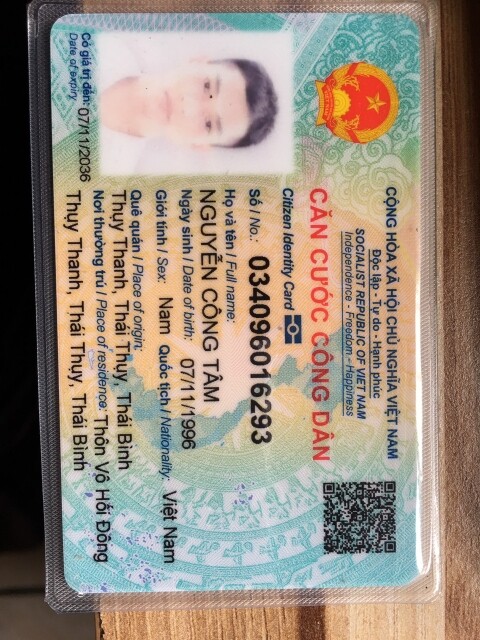 CỘNG HÒA XÃ HỘI CHỦ NGHĨA VIỆT NAM
Độc lập - Tự do - Hạnh phúc
SOCIALIST REPUBLIC OF VIET NAM
Independence - Freedom - Happiness
CĂN CƯỚC CÔNG DÂN
Citizen Identity Card
Số / No.: 034096016293
Họ và tên / Full name:
NGUYỄN CÔNG TÂM
Ngày sinh / Date of birth: 07/11/1996
Giới tính / Sex: Nam Quốc tịch / Nationality: Việt Nam
Quê quán / Place of origin:
Thụy Thanh, Thái Thụy, Thái Bình
Nơi thường trú / Place of residence: Thôn Vô Hối Đông
Thụy Thanh, Thái Thụy, Thái Bình
Có giá trị đến: 07/11/2036
Date of expiry